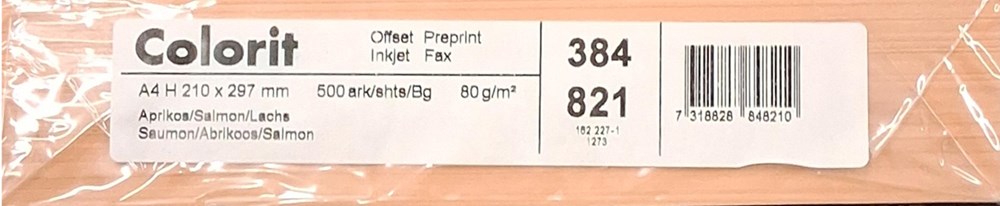 Colorit
Offset Preprint
Inkjet Fax
A4 H 210 x 297 mm 500 ark/shts/Bg 80 g/m²
Aprikos/Salmon/Lachs
Saumon/Abrikoos/Salmon
384
821
162 227-1
1273
7 318828 848210